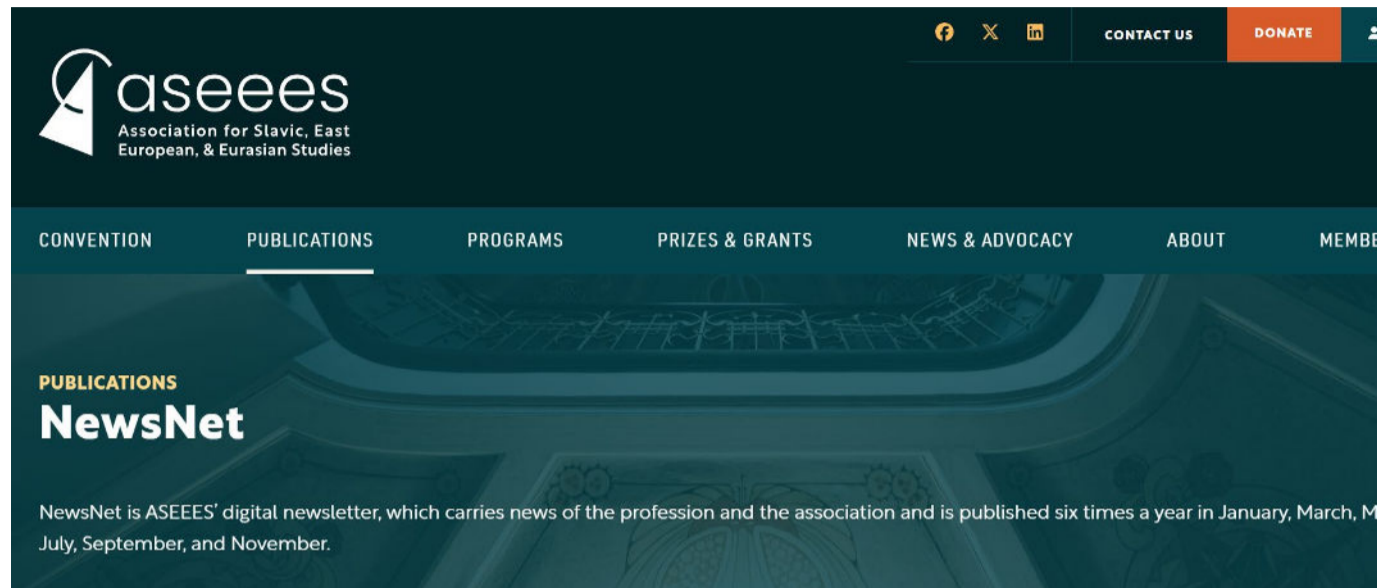 CONTACT US
DONATE
aseees
Association for Slavic, East
European, & Eurasian Studies
CONVENTION
PUBLICATIONS
PROGRAMS
PRIZES & GRANTS
NEWS & ADVOCACY
ABOUT
PUBLICATIONS
NewsNet
NewsNet is ASEEES' digital newsletter, which carries news of the profession and the association and is published six times a year in January, March,
July, September, and November.